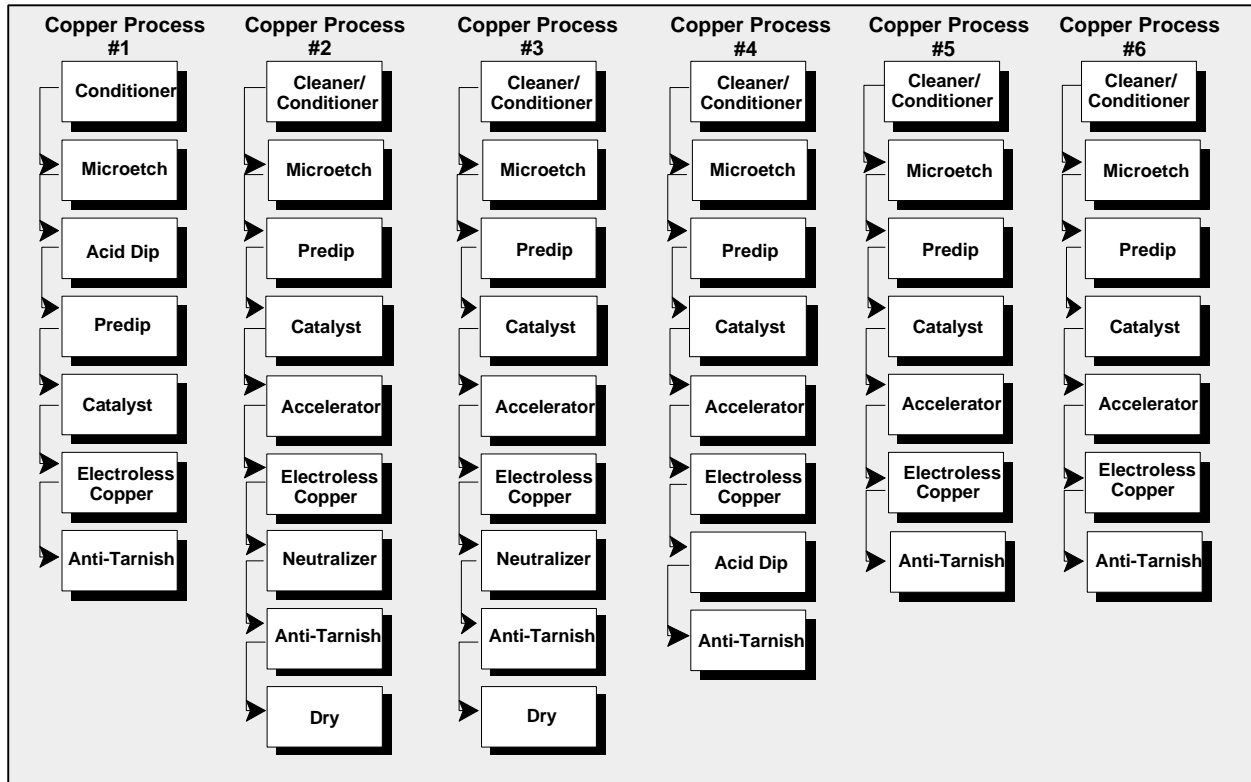 Copper Process
#1
Conditioner
Microetch
Acid Dip
Predip
Catalyst
Electroless
Copper
Anti-Tarnish
Copper Process
#2
Cleaner/
Conditioner
Microetch
Predip
Catalyst
Accelerator
Electroless
Copper
Neutralizer
Anti-Tarnish
Dry
Copper Process
#3
Cleaner/
Conditioner
Microetch
Predip
Catalyst
Accelerator
Electroless
Copper
Neutralizer
Anti-Tarnish
Dry
Copper Process
#4
Cleaner/
Conditioner
Microetch
Predip
Catalyst
Accelerator
Electroless
Copper
Acid Dip
Anti-Tarnish
Copper Process
#5
Cleaner/
Conditioner
Microetch
Predip
Catalyst
Accelerator
Electroless
Copper
Anti-Tarnish
Copper Process
#6
Cleaner/
Conditioner
Microetch
Predip
Catalyst
Accelerator
Electroless
Copper
Anti-Tarnish